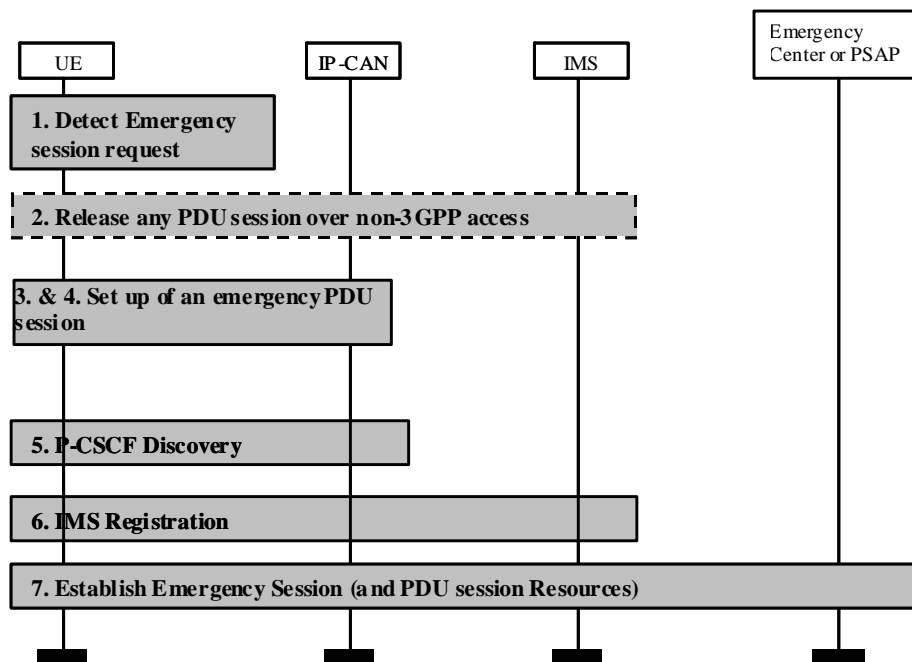 UE
IP-CAN
IMS
Emergency
Center or PSAP
1. Detect Emergency
session request
2. Release any PDU session over non-3GPP access
3. & 4. Set up of an emergency PDU
session
5. P-CSCF Discovery
6. IMS Registration
7. Establish Emergency Session (and PDU session Resources)